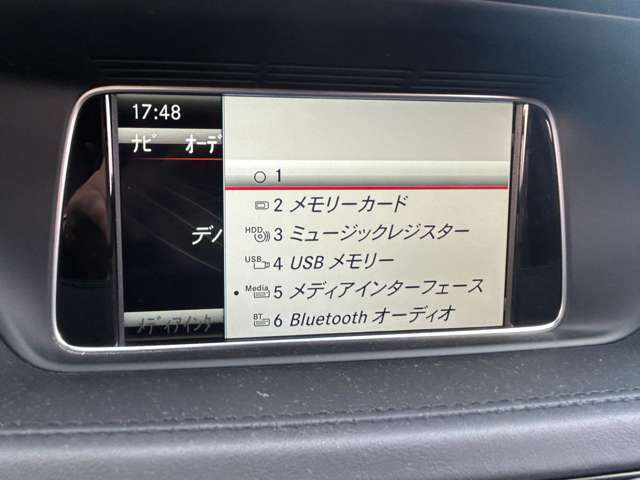 17:48
ナビ オーデ
1
2 メモリーカード
デバ
HDD 3 ミュージックレジスター
USB 4 USB メモリー
Media 5 メディアインターフェース
メディアインタ
BT 6 Bluetooth オーディオ